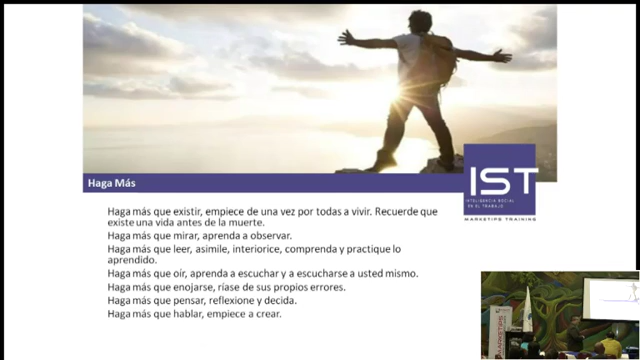 Haga Más
IST
INTELIGENCIA SOCIAL
EN EL TRABAJO
MARKETIPS TRAINING
Haga más que existir, empiece de una vez por todas a vivir. Recuerde que
existe una vida antes de la muerte.
Haga más que mirar, aprenda a observar.
Haga más que leer, asimile, interiorice, comprenda y practique lo
aprendido.
Haga más que oír, aprenda a escuchar y a escucharse a usted mismo.
Haga más que enojarse, ríase de sus propios errores.
Haga más que pensar, reflexione y decida.
Haga más que hablar, empiece a crear.
MARKETIPS